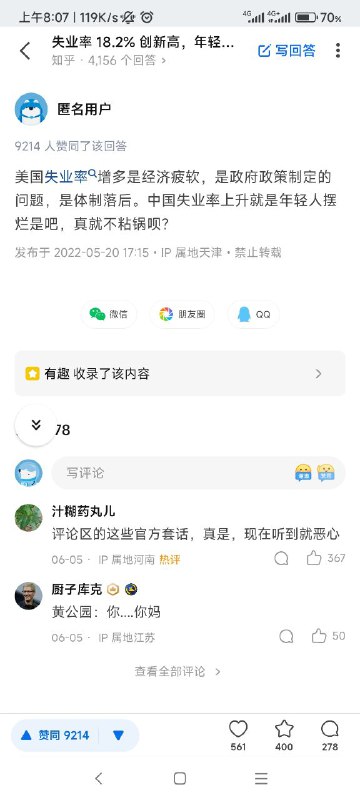 上午8:07 | 119K/s
4G 4G+ 70%
失业率 18.2% 创新高，年轻...
知乎 · 4,156 个回答 >
写回答
匿名用户
9214 人赞同了该回答
美国失业率增多是经济疲软，是政府政策制定的
问题，是体制落后。中国失业率上升就是年轻人摆
烂是吧，真就不粘锅呗？
发布于 2022-05-20 17:15 · IP 属地天津 · 禁止转载
微信
朋友圈
QQ
有趣 收录了该内容
78
写评论
汁糊药丸儿
评论区的这些官方套话，真是，现在听到就恶心
06-05 · IP 属地河南 热评
367
厨子库克
黄公园：你....你妈
06-05 · IP 属地江苏
50
查看全部评论 >
赞同 9214
561
400
278